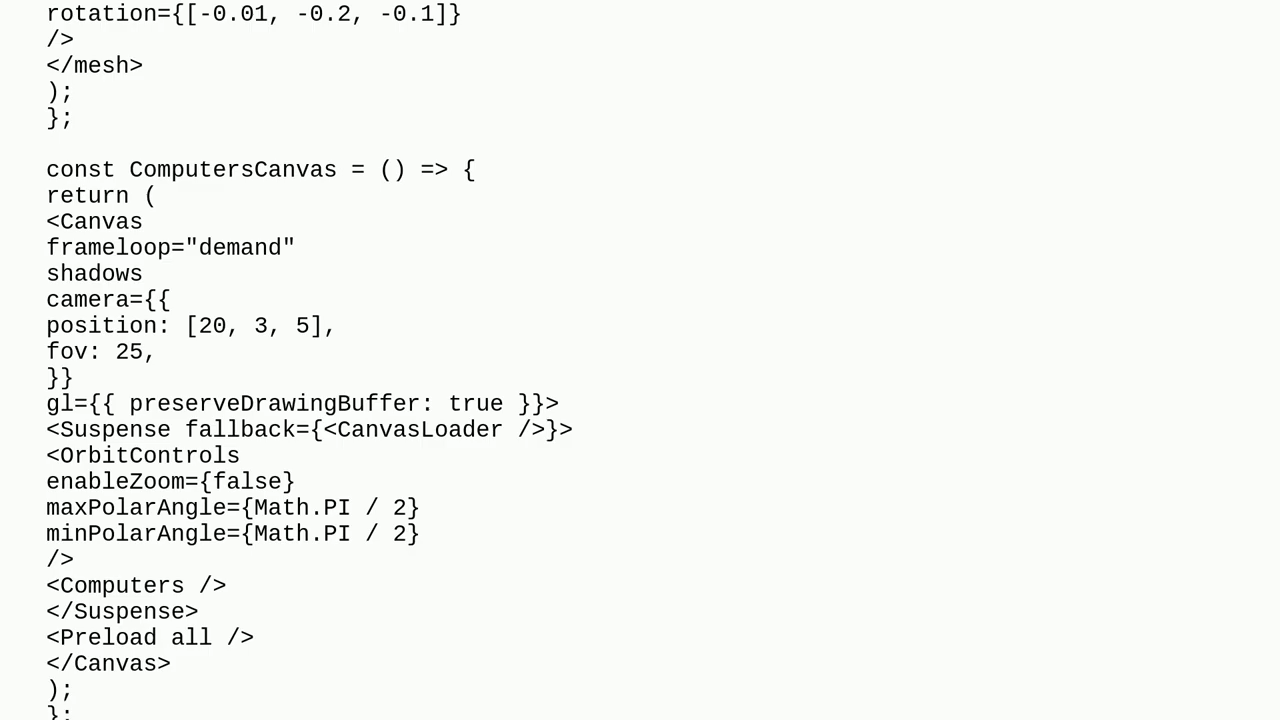 rotation={[-0.01, -0.2, -0.1]}
/>
</mesh>
);
};
const ComputersCanvas = () => {
return (
<Canvas
frameloop="demand"
shadows
camera={{
position: [20, 3, 5],
fov: 25,
}}
gl={{ preserveDrawingBuffer: true }}>
<Suspense fallback={<CanvasLoader />}>
<OrbitControls
enableZoom={false}
maxPolarAngle={Math.PI / 2}
minPolarAngle={Math.PI / 2}
/>
<Computers />
</Suspense>
<Preload all />
</Canvas>
);
};